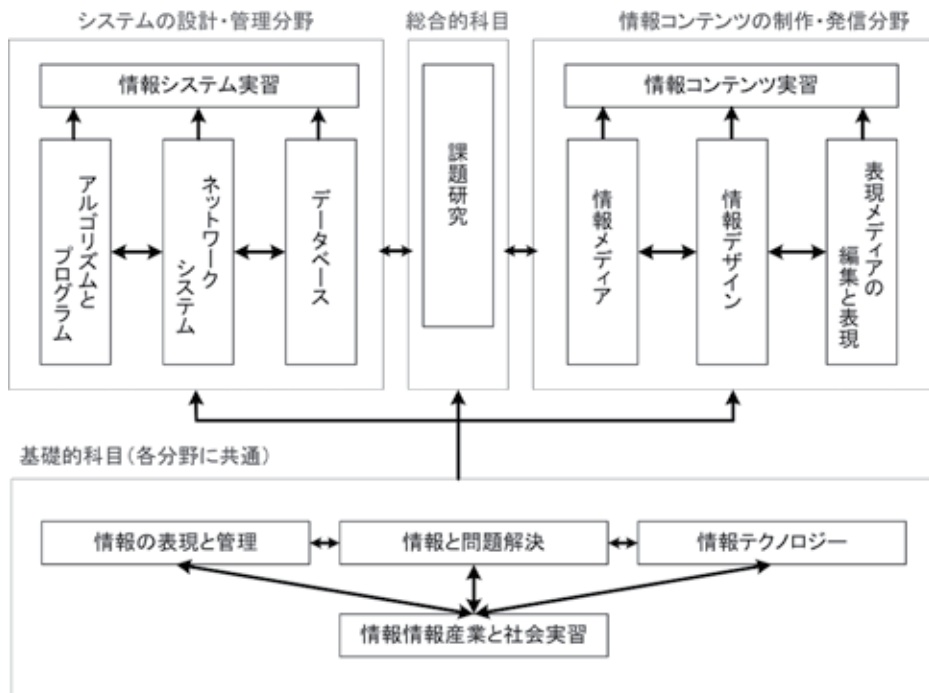 システムの設計・管理分野
総合的科目
情報コンテンツの制作・発信分野
情報システム実習
アルゴリズムと
プログラム
ネットワーク
システム
データベース
課題研究
情報コンテンツ実習
情報メディア
情報デザイン
表現メディアの
編集と表現
基礎的科目(各分野に共通)
情報の表現と管理
情報と問題解決
情報テクノロジー
情報情報産業と社会実習